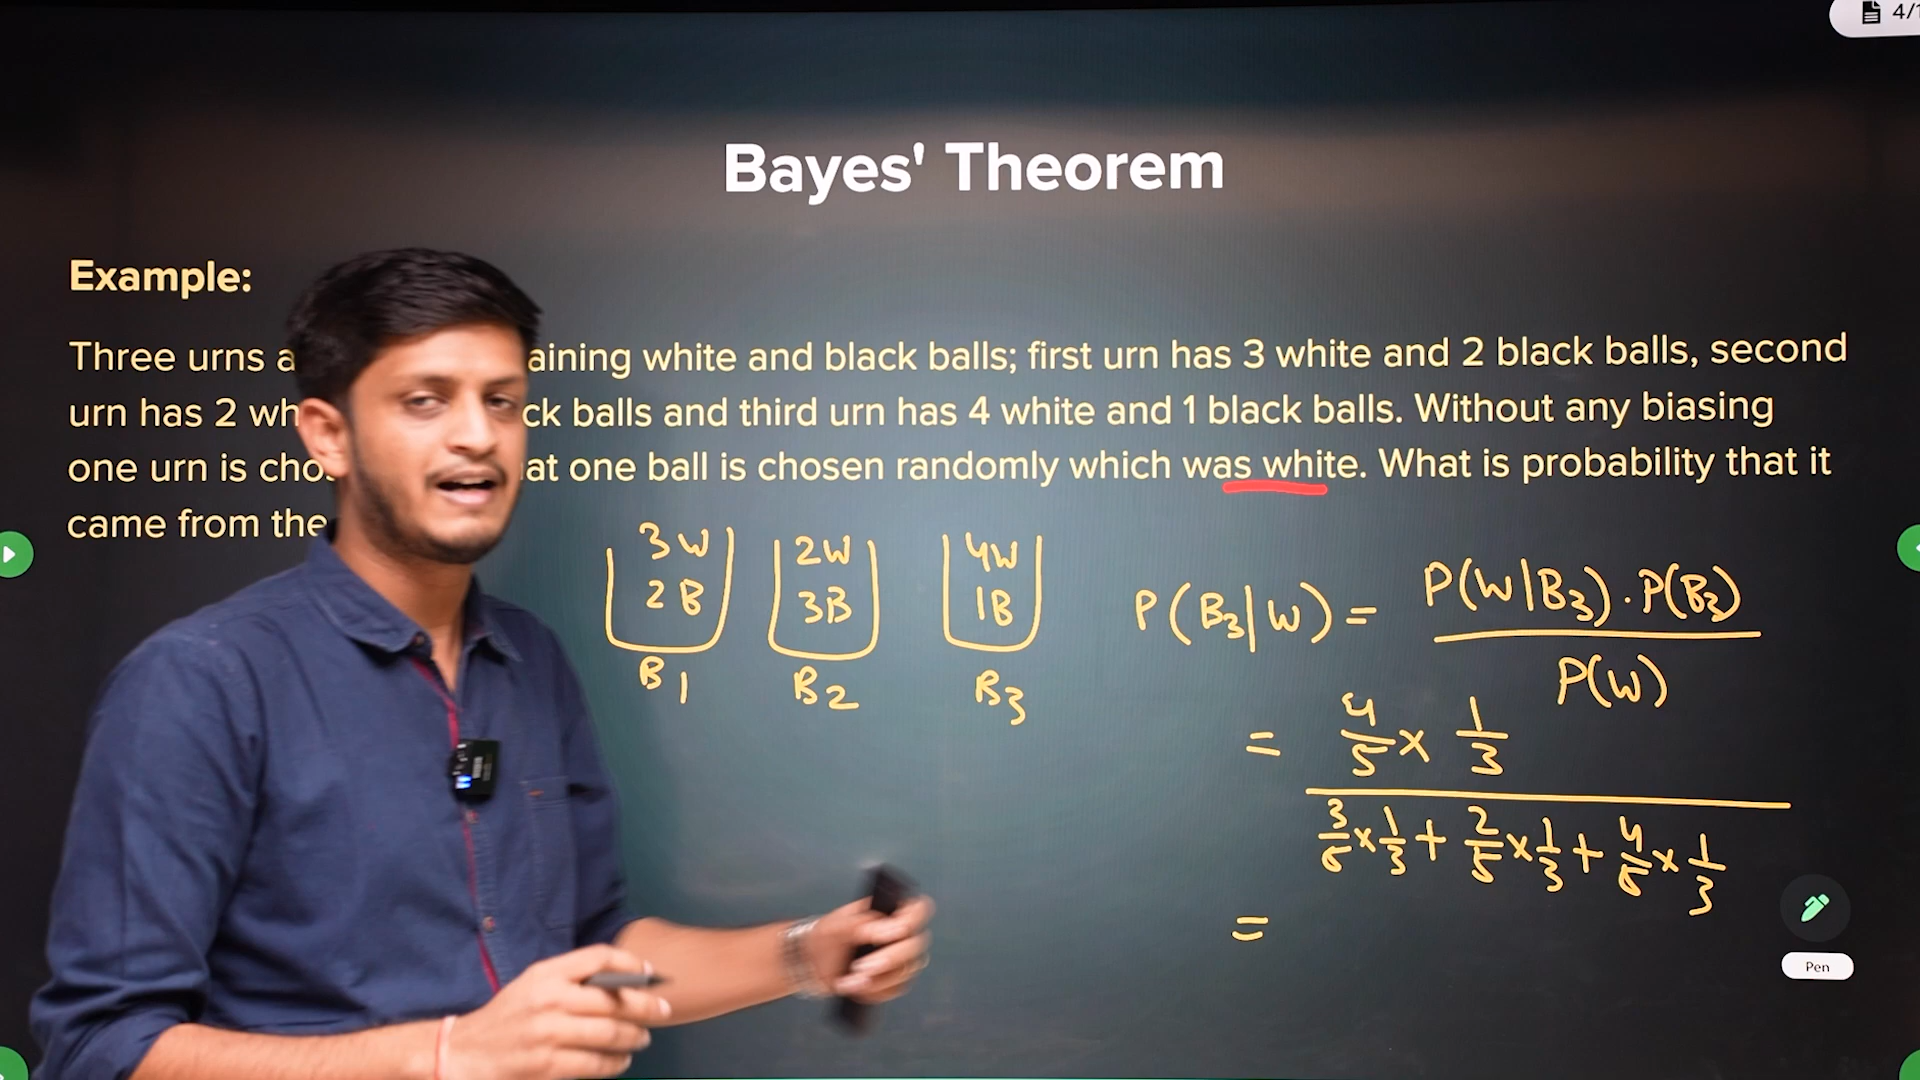 4/1
Bayes' Theorem
Example:
Three urns a aining white and black balls; first urn has 3 white and 2 black balls, second
urn has 2 wh ck balls and third urn has 4 white and 1 black balls. Without any biasing
one urn is cho at one ball is chosen randomly which was white. What is probability that it
came from the
3W 2W 4W
2B 3B 1B
B1 B2 B3
P(B3|W) = P(W|B3).P(B3)
P(W)
= 4/5 × 1/3
3/5 × 1/3 + 2/5 × 1/3 + 4/5 × 1/3
=
Pen